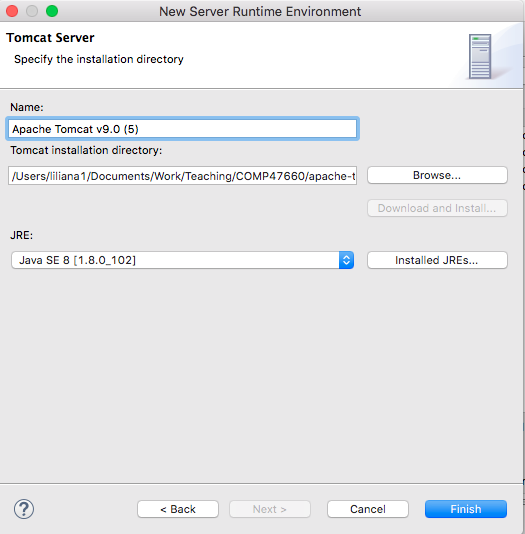 New Server Runtime Environment
Tomcat Server
Specify the installation directory
Name:
Apache Tomcat v9.0 (5)
Tomcat installation directory:
/Users/liliana1/Documents/Work/Teaching/COMP47660/apache-t
Browse...
Download and Install...
JRE:
Java SE 8 [1.8.0_102]
Installed JREs...
?
< Back
Next >
Cancel
Finish